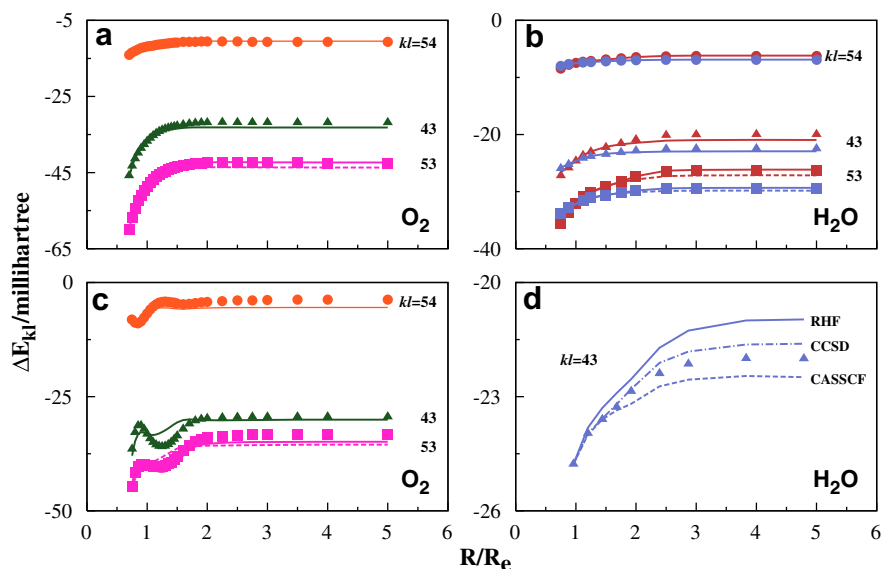 -5
-25
-45
-65
a
kl=54
43
53
O2
0
-20
-40
b
kl=54
43
53
H2O
ΔE_kl/millihartree
0
-25
-50
c
kl=54
43
53
O2
0 1 2 3 4 5 6
-20
-23
-26
d
kl=43
RHF
CCSD
CASSCF
H2O
0 1 2 3 4 5 6
R/Re